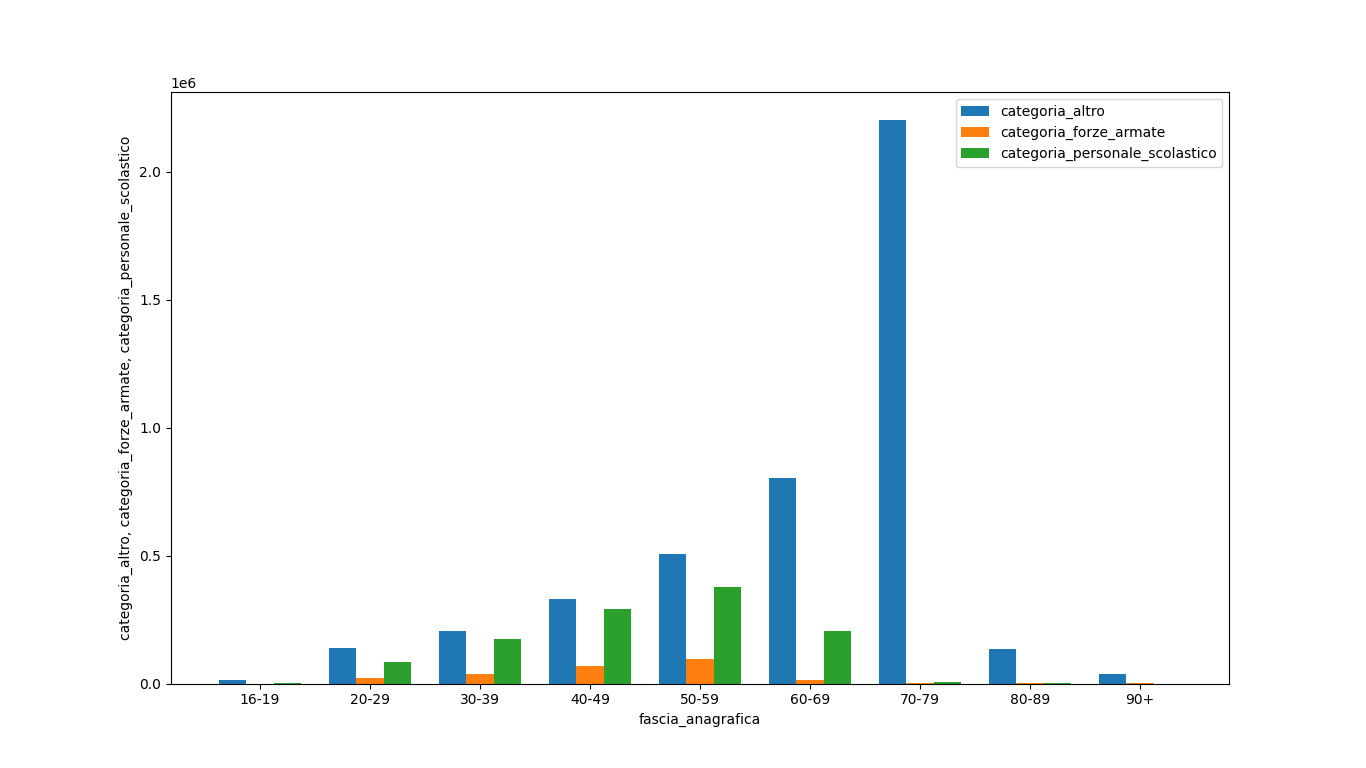 1e6
categoria_altro
categoria_forze_armate
categoria_personale_scolastico
categoria_altro, categoria_forze_armate, categoria_personale_scolastico
2.0
1.5
1.0
0.5
0.0
16-19 20-29 30-39 40-49 50-59 60-69 70-79 80-89 90+
fascia_anagrafica